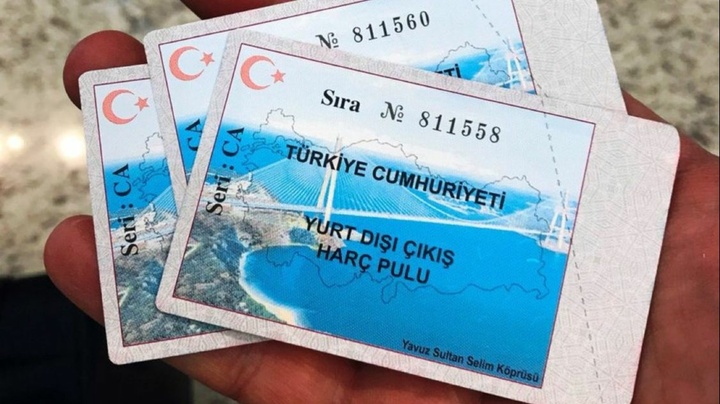 № 811560
Sıra № 811558
TÜRKİYE CUMHURİYETİ
YURT DIŞI ÇIKIŞ
HARÇ PULU
Seri : CA
Yavuz Sultan Selim Köprüsü
CA
Seri : CA